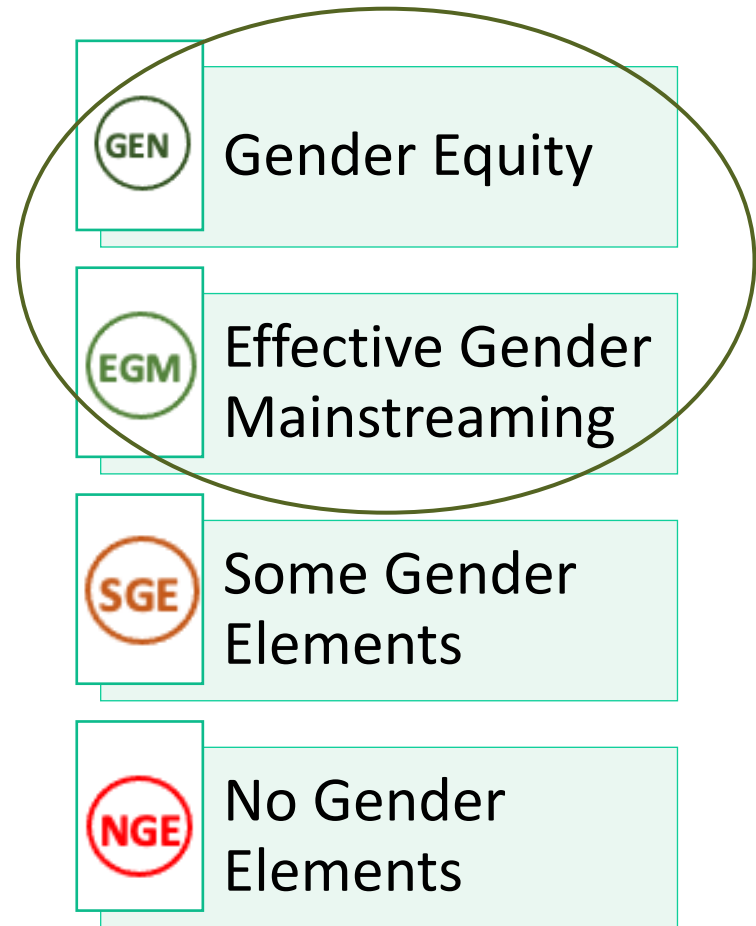 GEN
Gender Equity
EGM
Effective Gender
Mainstreaming
SGE
Some Gender
Elements
NGE
No Gender
Elements